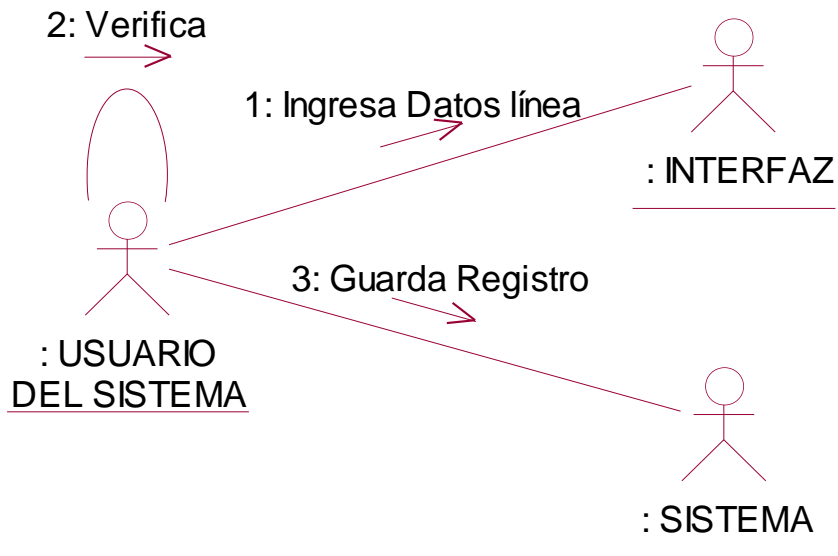 2: Verifica
1: Ingresa Datos línea
: INTERFAZ
3: Guarda Registro
: USUARIO
DEL SISTEMA
: SISTEMA